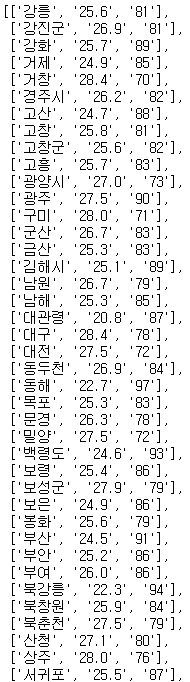 [['강릉', '25.6', '81'],
['강진군', '26.9', '81'],
['강화', '25.7', '89'],
['거제', '24.9', '85'],
['거창', '28.4', '70'],
['경주시', '26.2', '82'],
['고산', '24.7', '88'],
['고창', '25.8', '81'],
['고창군', '25.6', '82'],
['고흥', '25.7', '83'],
['광양시', '27.0', '73'],
['광주', '27.5', '90'],
['구미', '28.0', '71'],
['군산', '26.7', '83'],
['금산', '25.3', '83'],
['김해시', '25.1', '89'],
['남원', '26.7', '79'],
['남해', '25.3', '85'],
['대관령', '20.8', '87'],
['대구', '28.4', '78'],
['대전', '27.5', '72'],
['동두천', '26.9', '84'],
['동해', '22.7', '97'],
['목포', '25.3', '83'],
['문경', '26.3', '78'],
['밀양', '27.5', '72'],
['백령도', '24.6', '93'],
['보령', '25.4', '86'],
['보성군', '27.9', '79'],
['보은', '24.9', '86'],
['봉화', '25.6', '79'],
['부산', '24.5', '91'],
['부안', '25.2', '86'],
['부여', '26.0', '86'],
['북강릉', '22.3', '94'],
['북창원', '25.9', '84'],
['북춘천', '27.5', '79'],
['산청', '27.1', '80'],
['상주', '28.0', '76'],
['서귀포', '25.5', '87'],